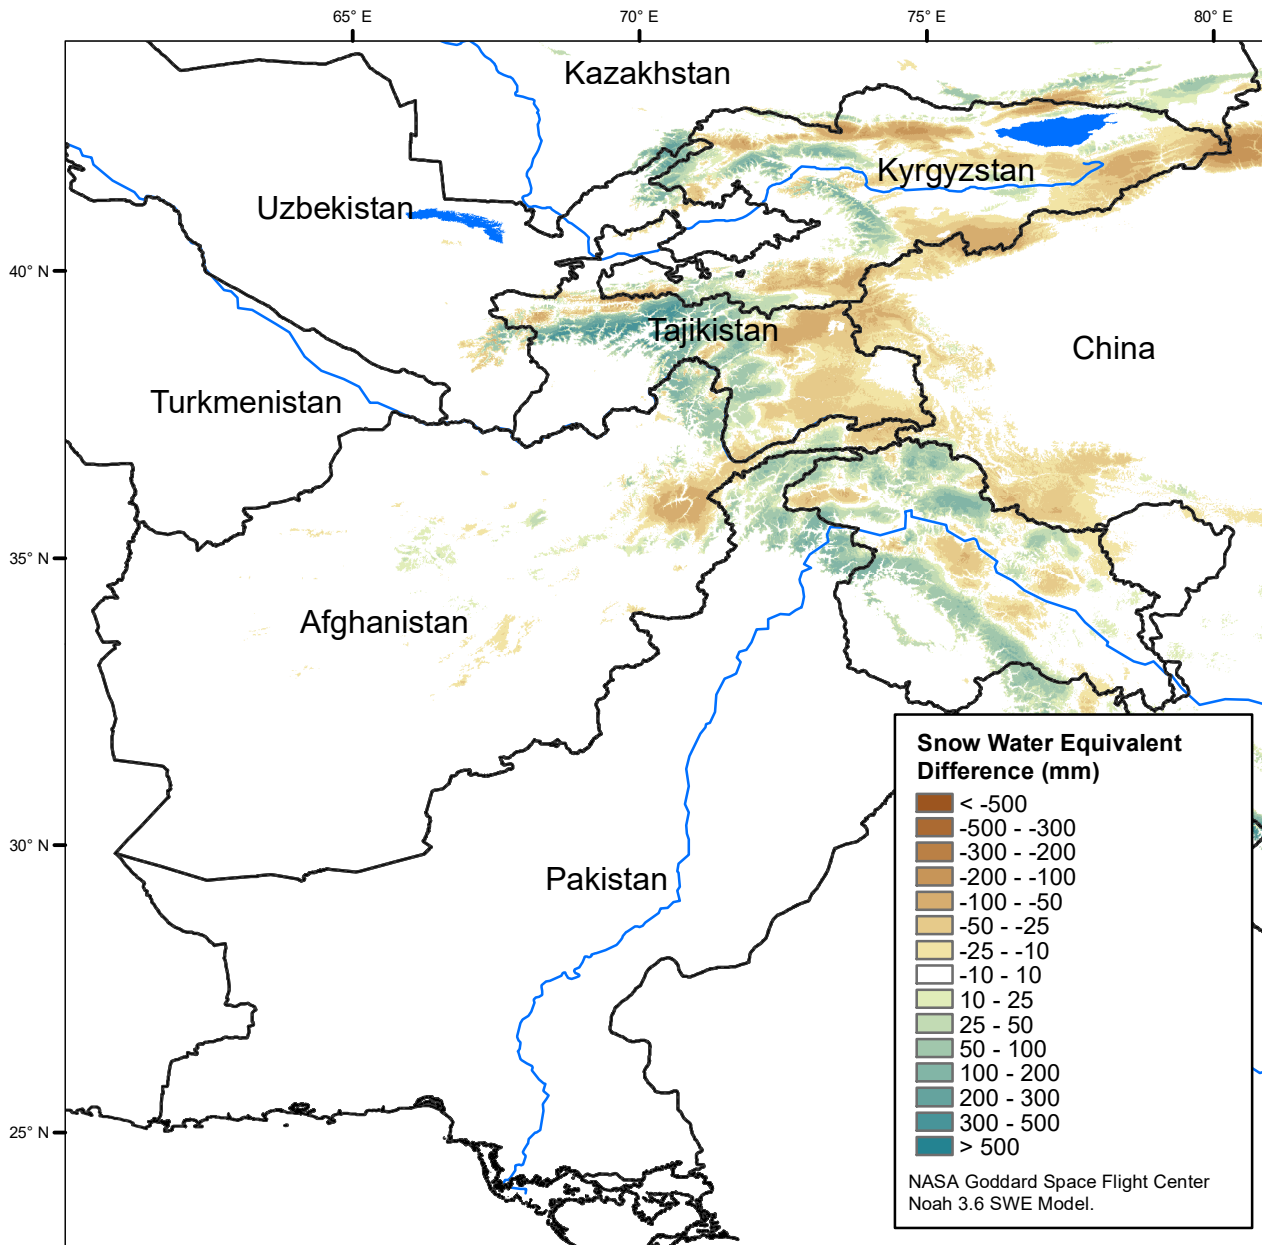 65° E
70° E
75° E
80° E
Kazakhstan
Kyrgyzstan
Uzbekistan
40° N
Tajikistan
China
Turkmenistan
35° N
Afghanistan
30° N
Pakistan
25° N
Snow Water Equivalent
Difference (mm)
< -500
-500 - -300
-300 - -200
-200 - -100
-100 - -50
-50 - -25
-25 - -10
-10 - 10
10 - 25
25 - 50
50 - 100
100 - 200
200 - 300
300 - 500
> 500
NASA Goddard Space Flight Center
Noah 3.6 SWE Model.